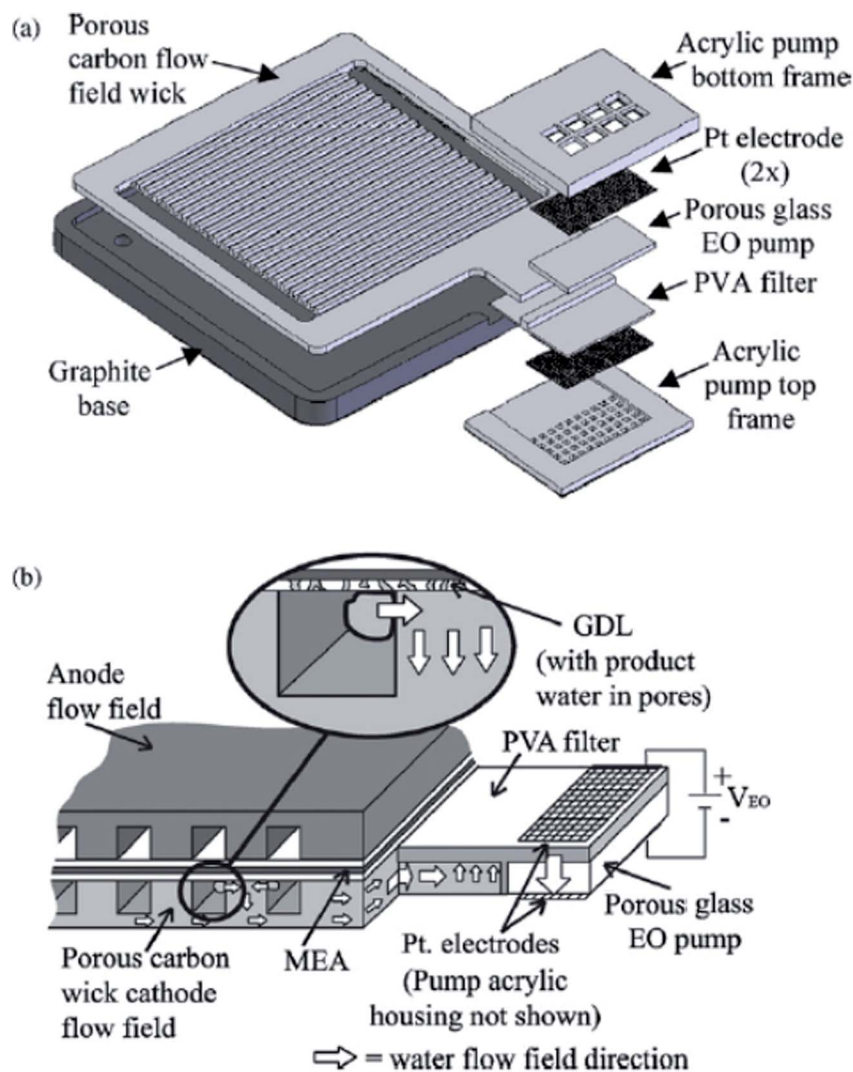 (a)
Porous
carbon flow
field wick
Acrylic pump
bottom frame
Pt electrode
(2x)
Porous glass
EO pump
PVA filter
Acrylic
pump top
frame
Graphite
base
(b)
GDL
(with product
water in pores)
Anode
flow field
PVA filter
+
VEO
-
Porous glass
EO pump
MEA
Pt. electrodes
(Pump acrylic
housing not shown)
Porous carbon
wick cathode
flow field
= water flow field direction